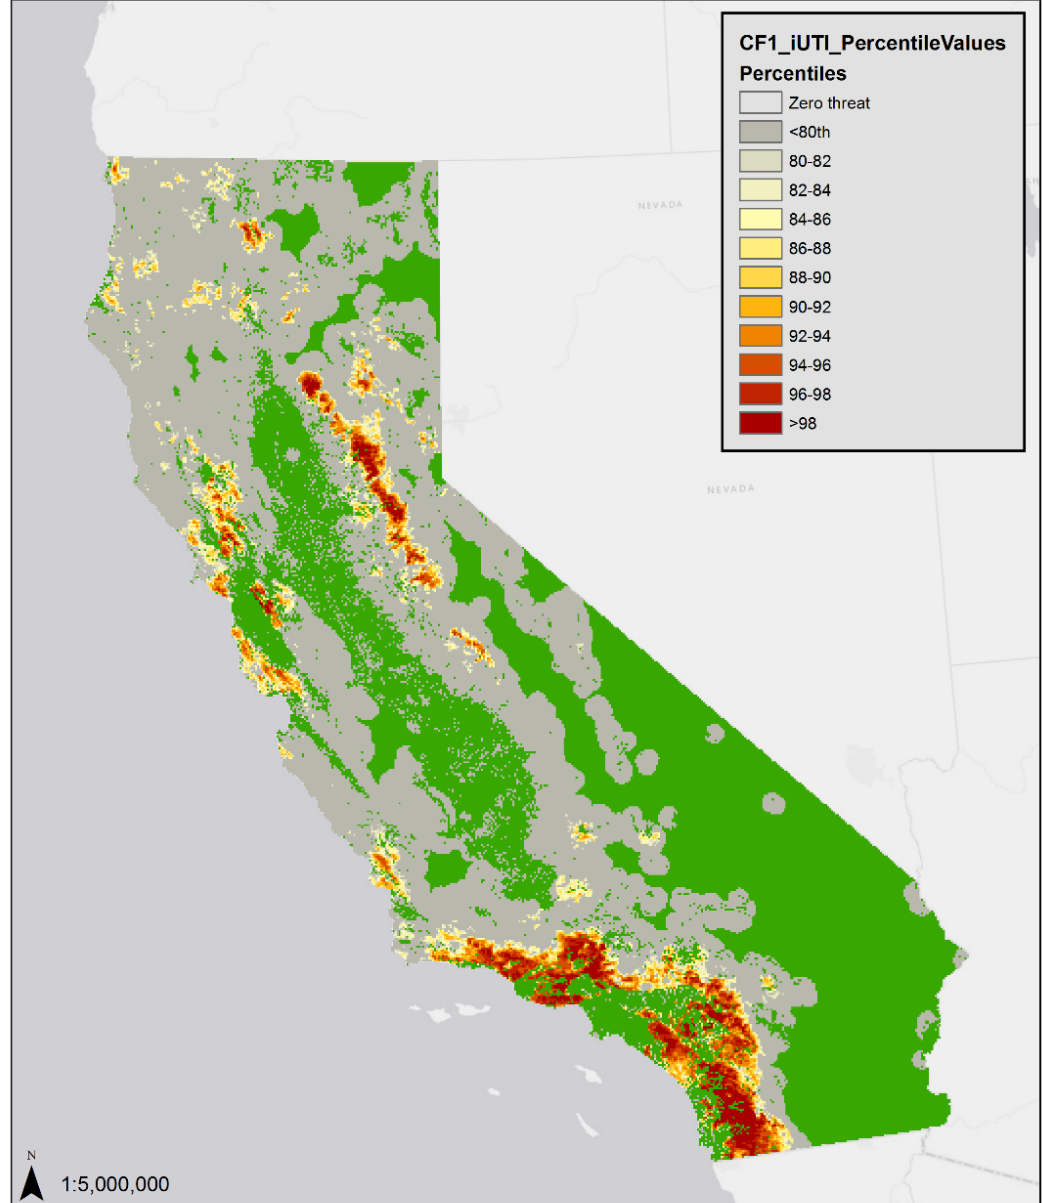 CF1_iUTI_PercentileValues
Percentiles
Zero threat
<80th
80-82
82-84
84-86
86-88
88-90
90-92
92-94
94-96
96-98
>98
NEVADA
NEVADA
N
1:5,000,000